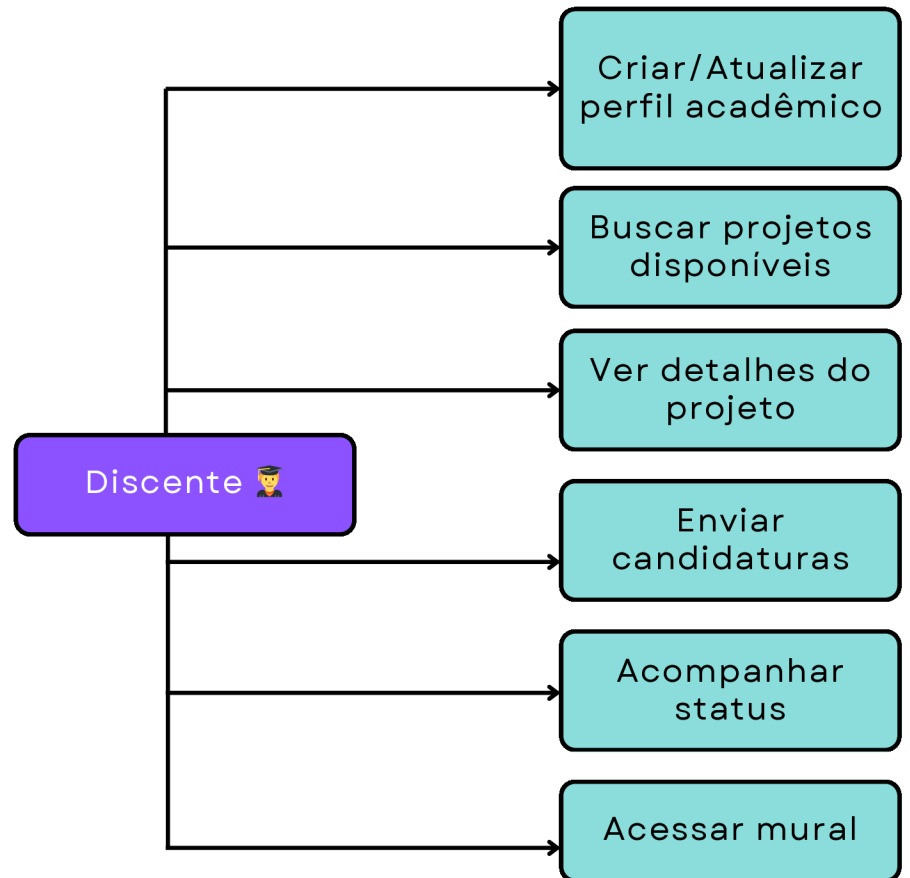 Criar/Atualizar
perfil acadêmico
Buscar projetos
disponíveis
Ver detalhes do
projeto
Discente 👨‍🎓
Enviar
candidaturas
Acompanhar
status
Acessar mural